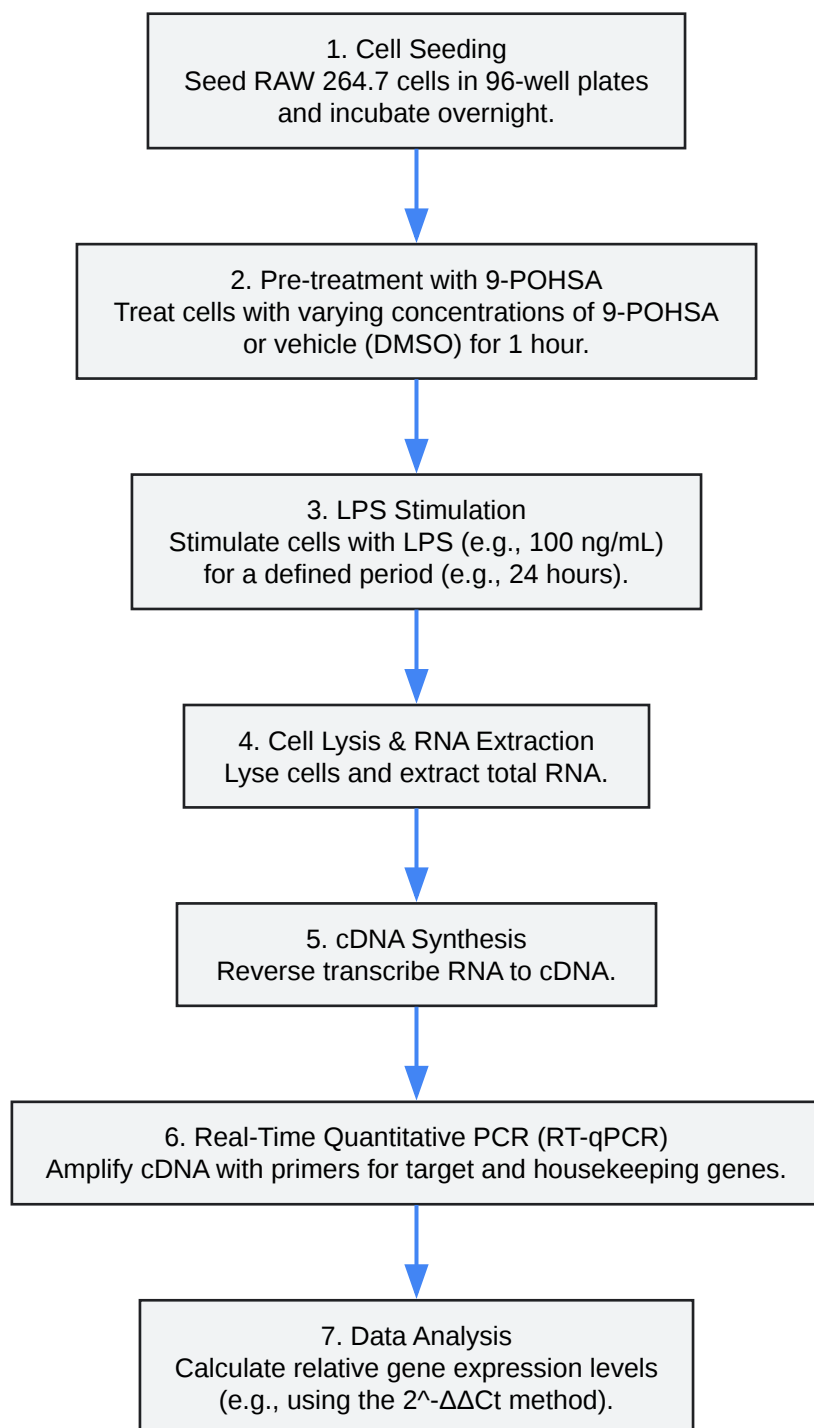 1. Cell Seeding
Seed RAW 264.7 cells in 96-well plates
and incubate overnight.
2. Pre-treatment with 9-POHSA
Treat cells with varying concentrations of 9-POHSA
or vehicle (DMSO) for 1 hour.
3. LPS Stimulation
Stimulate cells with LPS (e.g., 100 ng/mL)
for a defined period (e.g., 24 hours).
4. Cell Lysis & RNA Extraction
Lyse cells and extract total RNA.
5. cDNA Synthesis
Reverse transcribe RNA to cDNA.
6. Real-Time Quantitative PCR (RT-qPCR)
Amplify cDNA with primers for target and housekeeping genes.
7. Data Analysis
Calculate relative gene expression levels
(e.g., using the 2^-ΔΔCt method).